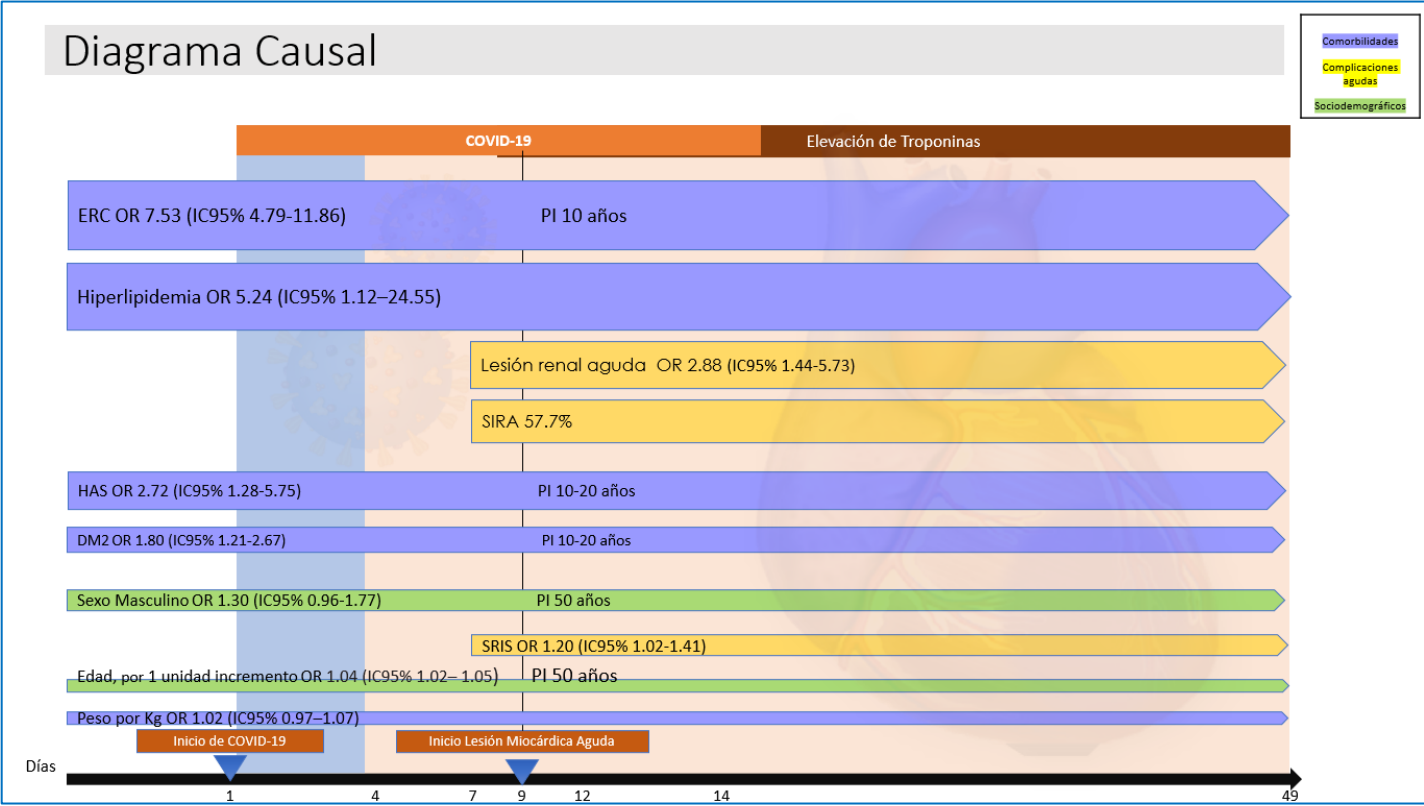 Diagrama Causal
Comorbilidades
Complicaciones
agudas
Sociodemográficos
COVID-19
Elevación de Troponinas
ERC OR 7.53 (IC95% 4.79-11.86)
PI 10 años
Hiperlipidemia OR 5.24 (IC95% 1.12–24.55)
Lesión renal aguda OR 2.88 (IC95% 1.44-5.73)
SIRA 57.7%
HAS OR 2.72 (IC95% 1.28-5.75)
PI 10-20 años
DM2 OR 1.80 (IC95% 1.21-2.67)
PI 10-20 años
Sexo Masculino OR 1.30 (IC95% 0.96-1.77)
PI 50 años
SRIS OR 1.20 (IC95% 1.02-1.41)
Edad, por 1 unidad incremento OR 1.04 (IC95% 1.02– 1.05)
PI 50 años
Peso por Kg OR 1.02 (IC95% 0.97–1.07)
Inicio de COVID-19
Inicio Lesión Miocárdica Aguda
Días
1 4 7 9 12 14 49